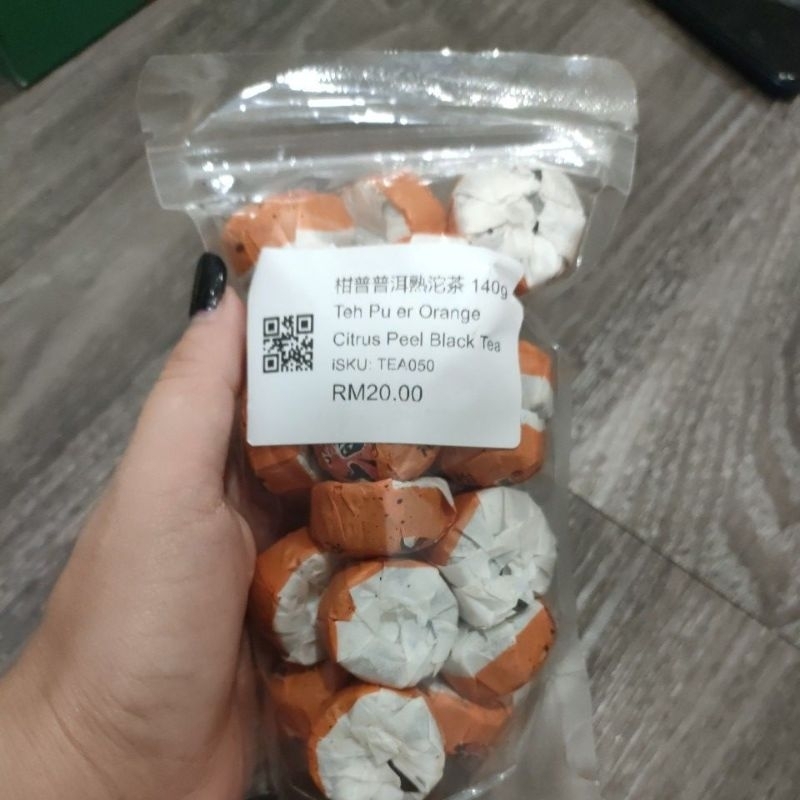 柑普普洱熟沱茶 140g
Teh Pu er Orange
Citrus Peel Black Tea
iSKU: TEA050
RM20.00